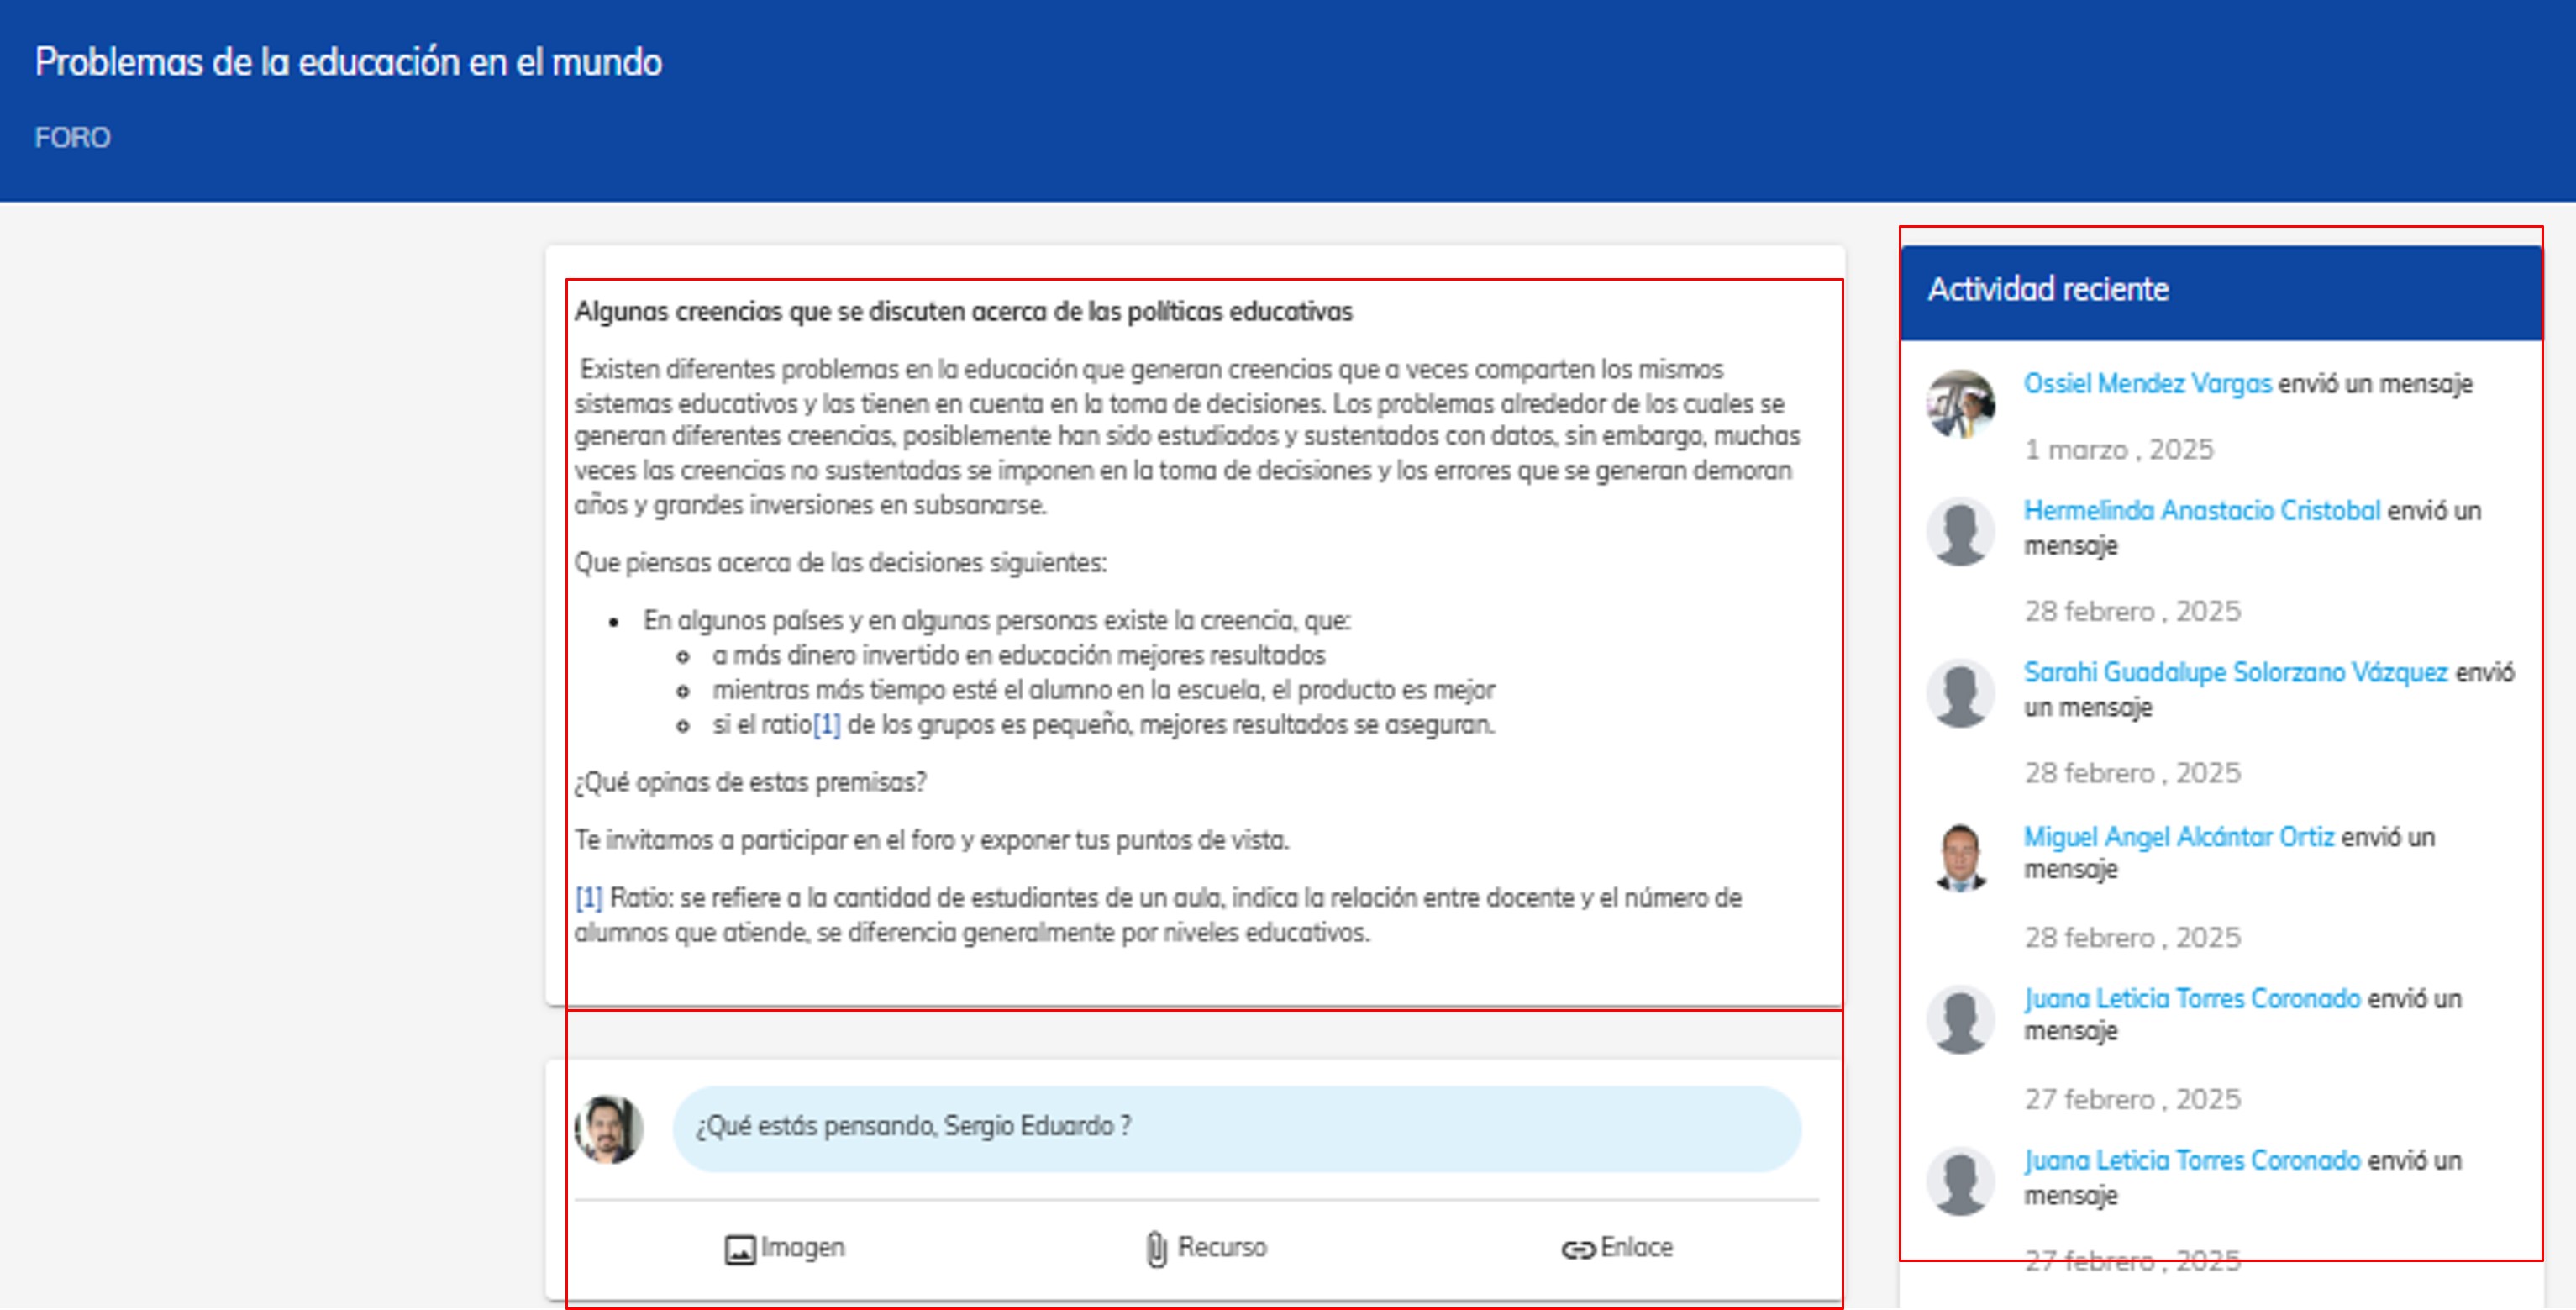 Problemas de la educación en el mundo
FORO
Algunas creencias que se discuten acerca de las políticas educativas
Existen diferentes problemas en la educación que generan creencias que a veces comparten los mismos
sistemas educativos y las tienen en cuenta en la toma de decisiones. Los problemas alrededor de los cuales se
generan diferentes creencias, posiblemente han sido estudiados y sustentados con datos, sin embargo, muchas
veces las creencias no sustentadas se imponen en la toma de decisiones y los errores que se generan demoran
años y grandes inversiones en subsanarse.
Que piensas acerca de las decisiones siguientes:
• En algunos países y en algunas personas existe la creencia, que:
∘ a más dinero invertido en educación mejores resultados
∘ mientras más tiempo esté el alumno en la escuela, el producto es mejor
∘ si el ratio[1] de los grupos es pequeño, mejores resultados se aseguran.
¿Qué opinas de estas premisas?
Te invitamos a participar en el foro y exponer tus puntos de vista.
[1] Ratio: se refiere a la cantidad de estudiantes de un aula, indica la relación entre docente y el número de
alumnos que atiende, se diferencia generalmente por niveles educativos.
¿Qué estás pensando, Sergio Eduardo ?
Imagen
Recurso
Enlace
Actividad reciente
Ossiel Mendez Vargas envió un mensaje
1 marzo , 2025
Hermelinda Anastacio Cristobal envió un
mensaje
28 febrero , 2025
Sarahi Guadalupe Solorzano Vázquez envió
un mensaje
28 febrero , 2025
Miguel Angel Alcántar Ortiz envió un
mensaje
28 febrero , 2025
Juana Leticia Torres Coronado envió un
mensaje
27 febrero , 2025
Juana Leticia Torres Coronado envió un
mensaje
27 febrero , 2025